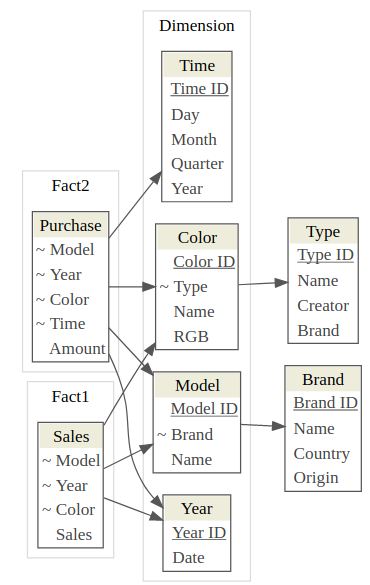 Dimension
Time
Time ID
Day
Month
Quarter
Year
Fact2
Purchase
~ Model
~ Year
~ Color
~ Time
Amount
Color
Color ID
~ Type
Name
RGB
Type
Type ID
Name
Creator
Brand
Fact1
Sales
~ Model
~ Year
~ Color
Sales
Model
Model ID
~ Brand
Name
Brand
Brand ID
Name
Country
Origin
Year
Year ID
Date